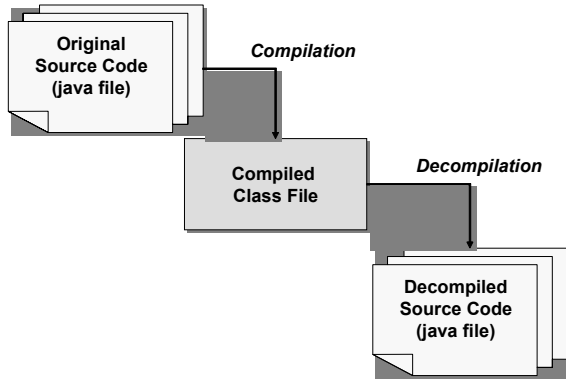 Original
Source Code
(java file)
Compilation
Compiled
Class File
Decompilation
Decompiled
Source Code
(java file)